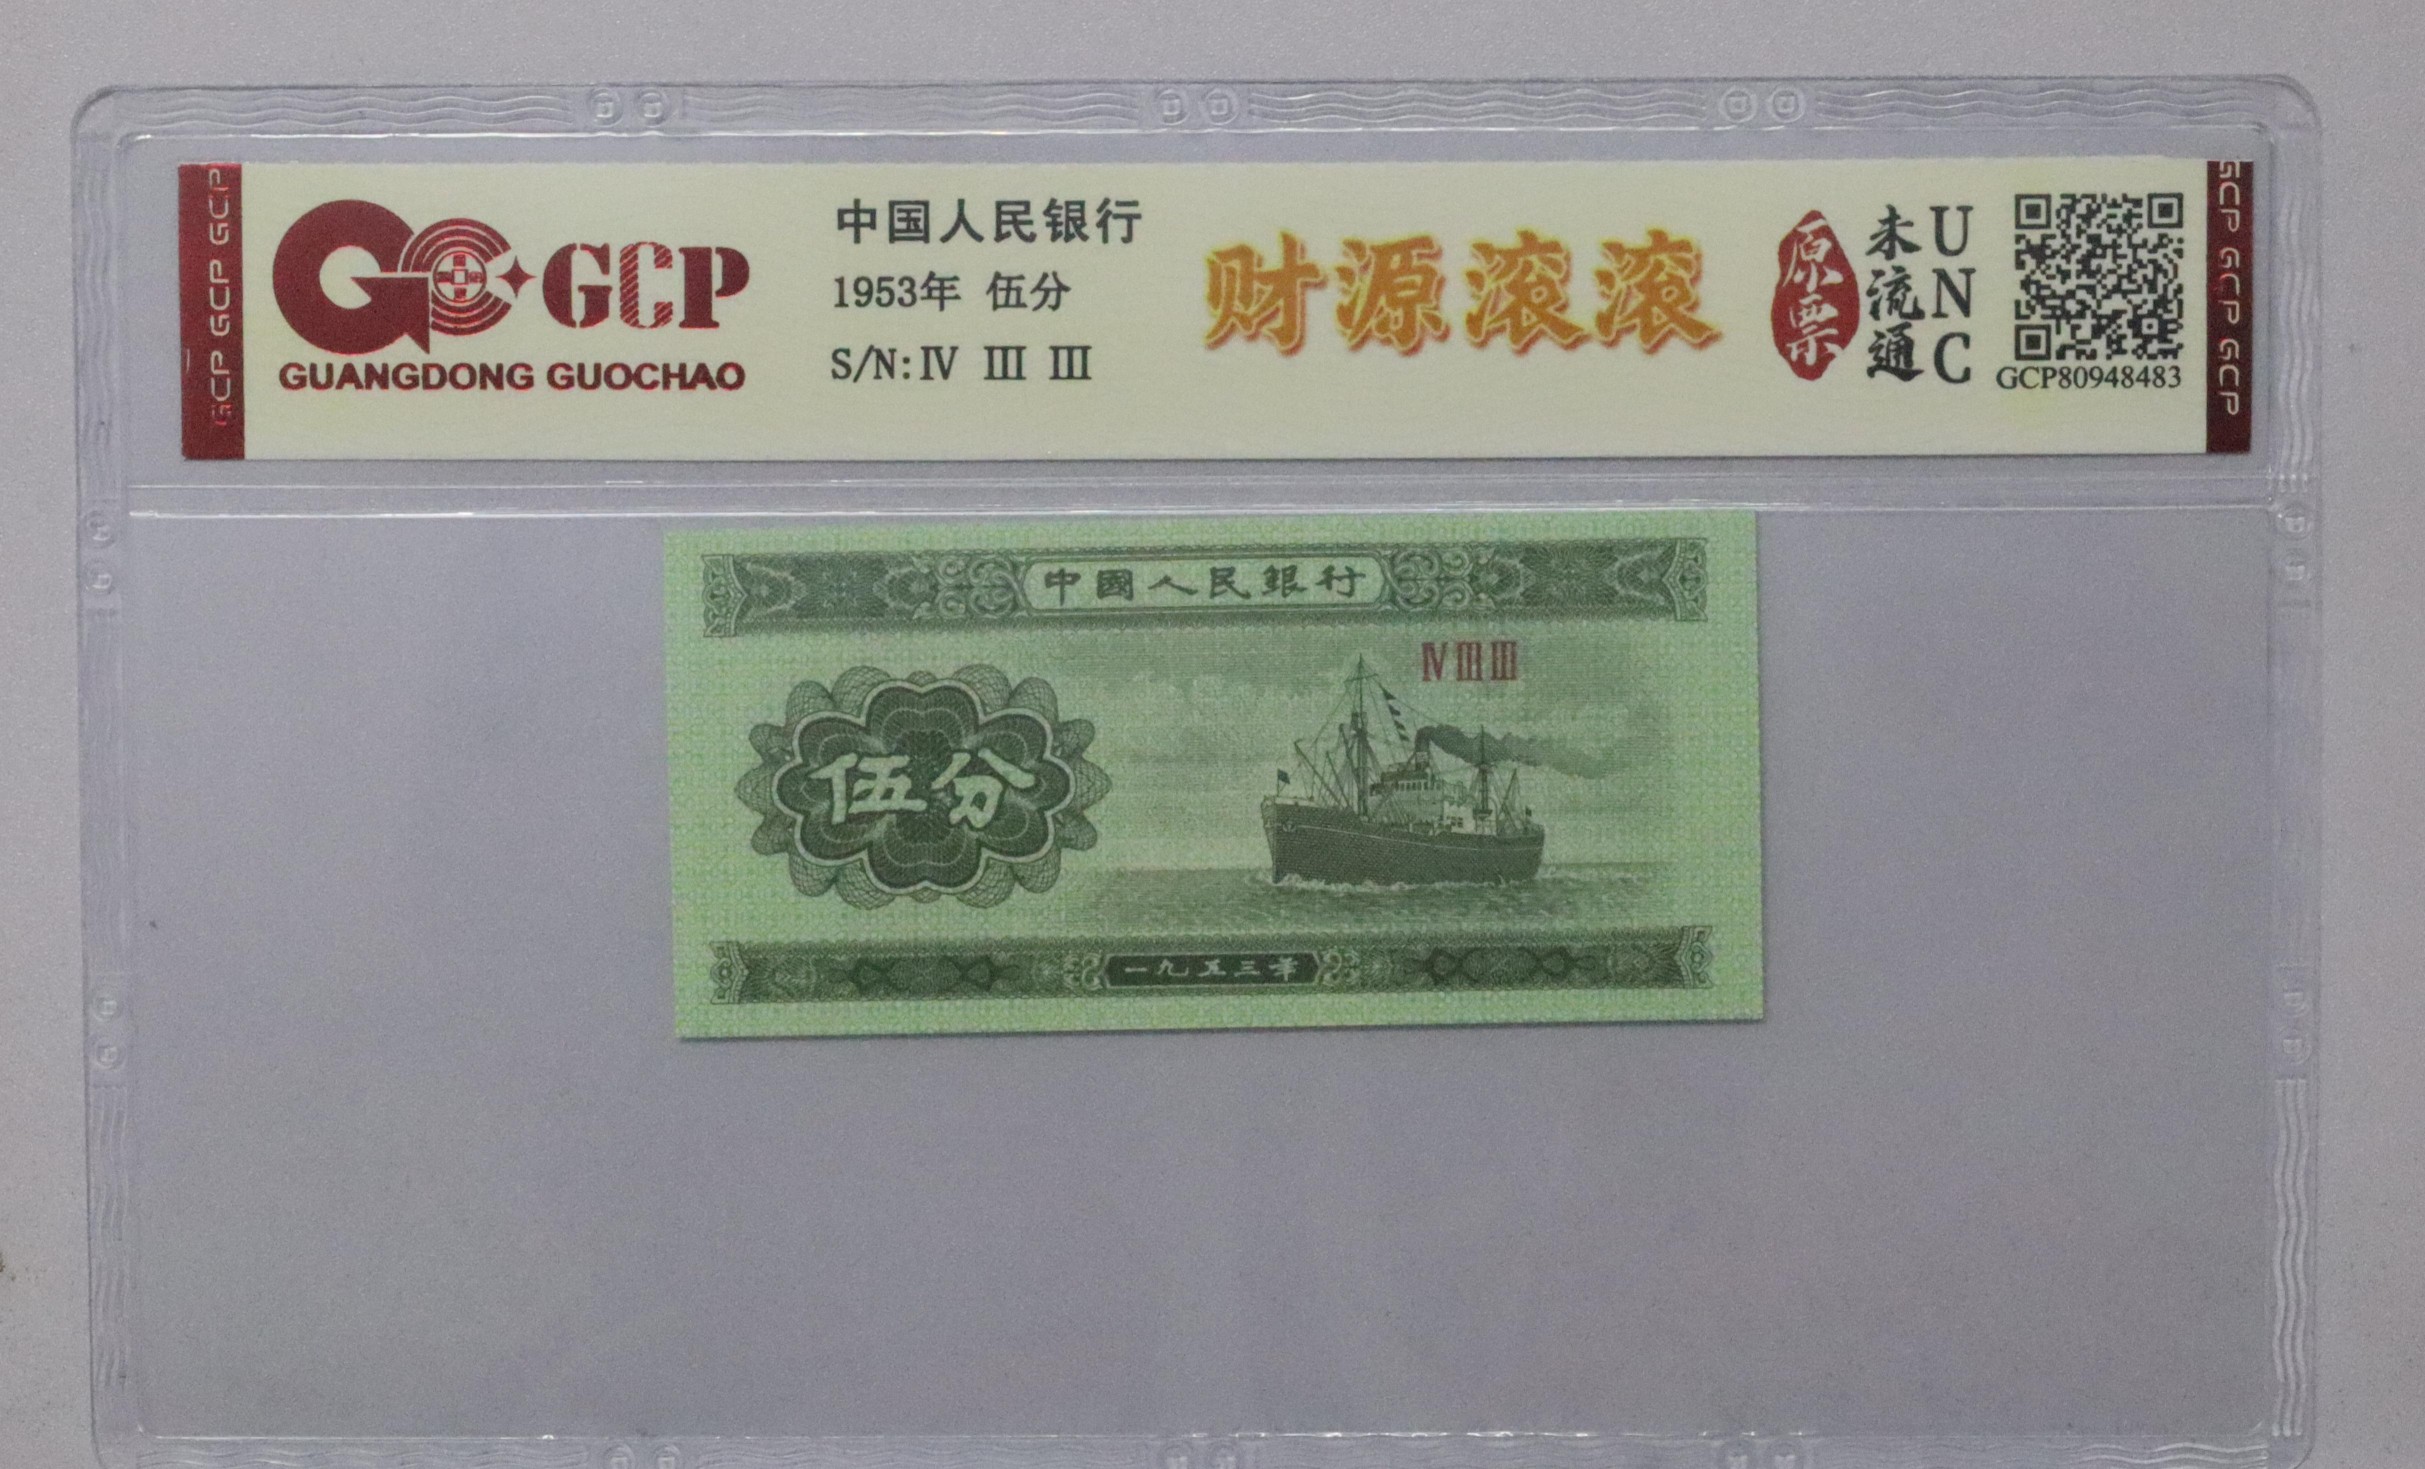 GCP GCP GCP
GCP
GUANGDONG GUOCHAO
中国人民银行
1953年 伍分
S/N: Ⅳ Ⅲ Ⅲ
财源滚滚
原票
未流通
UNC
GCP80948483
GCP GCP GCP
中國人民銀行
Ⅳ Ⅲ Ⅲ
伍分
一九五三年